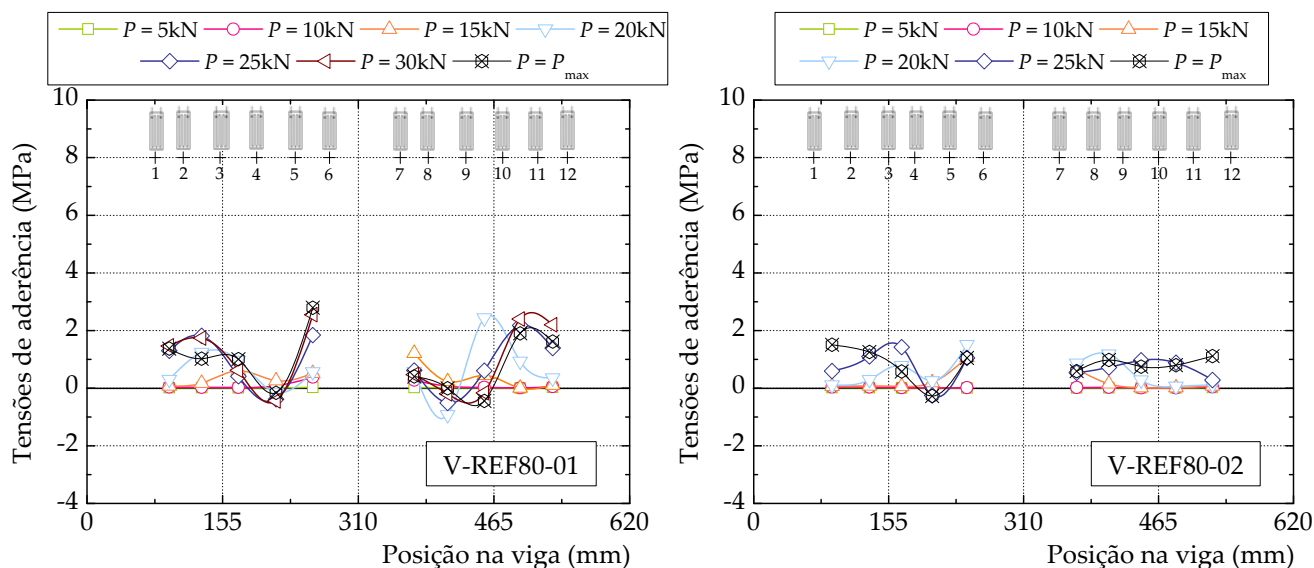 P = 5kN P = 10kN P = 15kN P = 20kN
P = 25kN P = 30kN P = Pmax
10
8
6
4
2
0
-2
-4
Tensões de aderência (MPa)
1 2 3 4 5 6 7 8 9 10 11 12
V-REF80-01
0 155 310 465 620
Posição na viga (mm)
P = 5kN P = 10kN P = 15kN
P = 20kN P = 25kN P = Pmax
10
8
6
4
2
0
-2
-4
Tensões de aderência (MPa)
1 2 3 4 5 6 7 8 9 10 11 12
V-REF80-02
0 155 310 465 620
Posição na viga (mm)